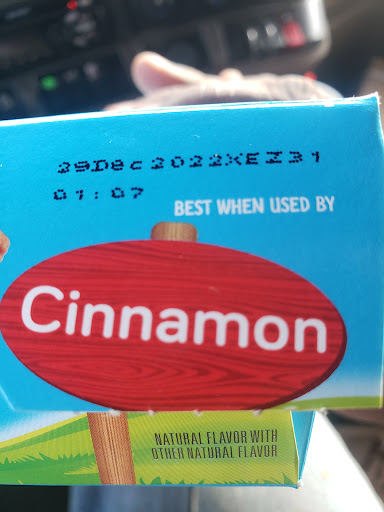 29Dec2022XEZ31
01:07
BEST WHEN USED BY
Cinnamon
NATURAL FLAVOR WITH
OTHER NATURAL FLAVOR